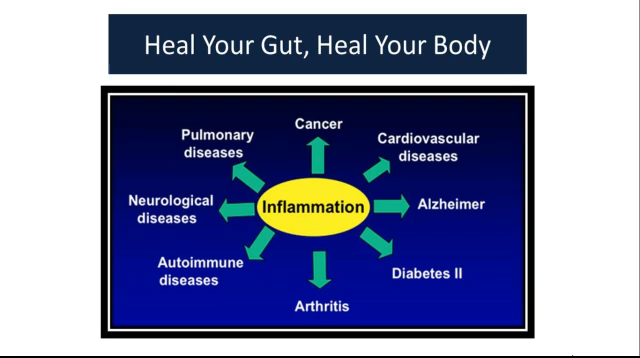 Heal Your Gut, Heal Your Body
Cancer
Pulmonary
diseases
Cardiovascular
diseases
Neurological
diseases
Inflammation
Alzheimer
Autoimmune
diseases
Diabetes II
Arthritis